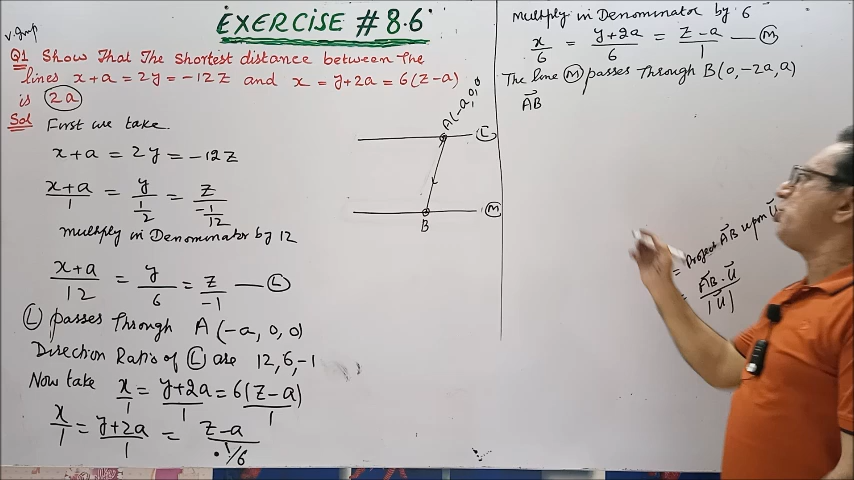 v. Imp
EXERCISE # 8.6
Q1 Show That The Shortest distance between the
lines x+a = 2y = -12z and x = y+2a = 6(z-a)
is 2a
Sol First we take.
x+a = 2y = -12z
x+a/1 = y/1/2 = z/-1/12
multiply in Denominator by 12
x+a/12 = y/6 = z/-1 — L
L passes Through A(-a, 0, 0)
Direction Ratios of L are 12, 6, -1
Now take x/1 = y+2a/1 = 6(z-a)/1
x/1 = y+2a/1 = z-a/1/6
A(-a,0,0)
L
M
B
Multiply in Denominator by 6
x/6 = y+2a/6 = z-a/1 — M
The line M passes Through B(0, -2a, a)
AB
= Project AB upon U
= AB . U/|U|